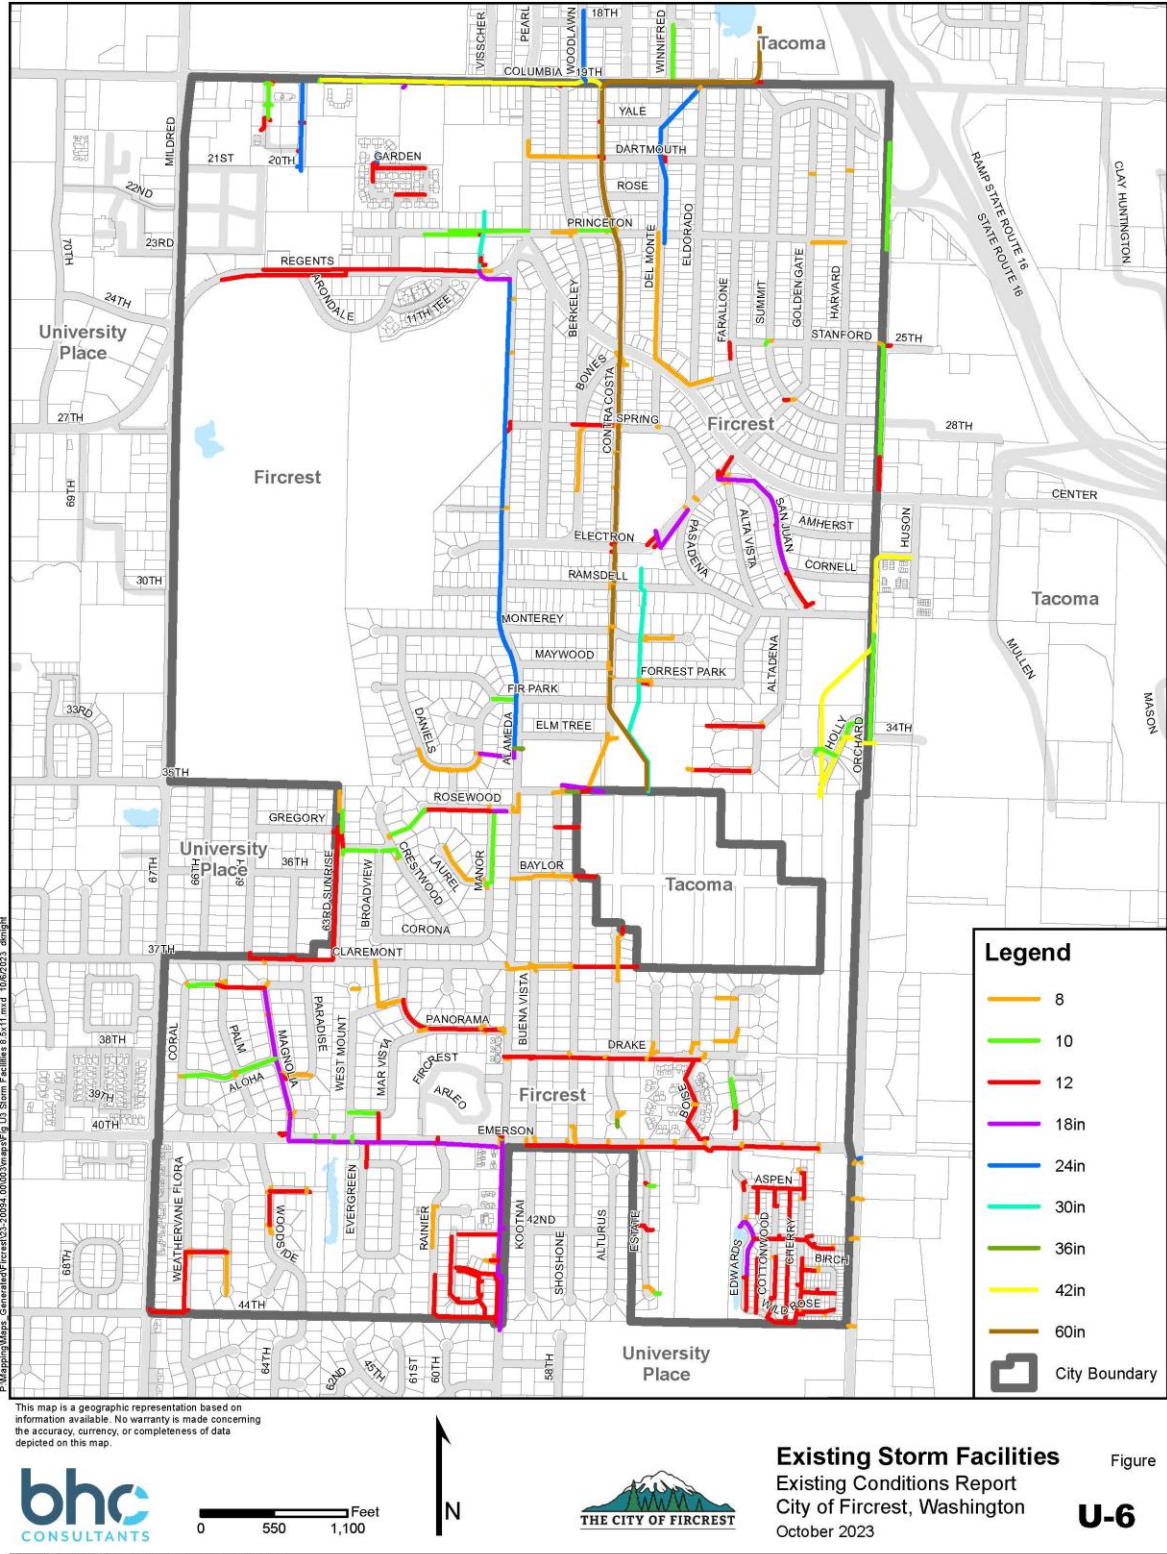 18TH
VISSCHER
PEARL
WOODLAWN
WINNIFRED
Tacoma
COLUMBIA
19TH
YALE
MILDRED
DARTMOUTH
21ST
20TH
GARDEN
22ND
ROSE
RAMP STATE ROUTE 16
STATE ROUTE 16
CLAY HUNTINGTON
PRINCETON
23RD
70TH
DEL MONTE
ELDORADO
REGENTS
ARONDALE
11TH TEE
24TH
BERKELEY
FARALLONE
SUMMIT
GOLDEN GATE
HARVARD
University
Place
STANFORD
25TH
BOWES
CONTRA COSTA
27TH
SPRING
Fircrest
28TH
Fircrest
69TH
CENTER
SAN JUAN
AMHERST
HUSON
ALTA VISTA
PASADENA
ELECTRON
CORNELL
RAMSDELL
30TH
Tacoma
MONTEREY
MAYWOOD
FORREST PARK
ALTADENA
MULLEN
FIR PARK
MASON
33RD
DANIELS
ALAMEDA
ELM TREE
HOLLY
ORCHARD
34TH
35TH
ROSEWOOD
GREGORY
University
Place
36TH
67TH
66TH
63RD
SUNRISE
BROADVIEW
CRESTWOOD
LAUREL
MANOR
BAYLOR
Tacoma
CORONA
37TH
CLAREMONT
BUENA VISTA
PANORAMA
CORAL
PALM
MAGNOLIA
PARADISE
WEST MOUNT
MAR VISTA
38TH
FIRCREST
DRAKE
ALOHA
ARLEO
Fircrest
BOISE
39TH
40TH
EMERSON
WEATHERVANE
FLORA
WOODSIDE
EVERGREEN
RAINIER
KOOTNAI
42ND
SHOSHONE
ALTURUS
ESTATE
ASPEN
EDWARDS
COTTONWOOD
CHERRY
BIRCH
WILDROSE
68TH
44TH
64TH
62ND
45TH
61ST
60TH
58TH
University
Place
Legend
8
10
12
18in
24in
30in
36in
42in
60in
City Boundary
This map is a geographic representation based on
information available. No warranty is made concerning
the accuracy, currency, or completeness of data
depicted on this map.
bhc
CONSULTANTS
Feet
0 550 1,100
N
THE CITY OF FIRCREST
Existing Storm Facilities
Existing Conditions Report
City of Fircrest, Washington
October 2023
Figure
U-6